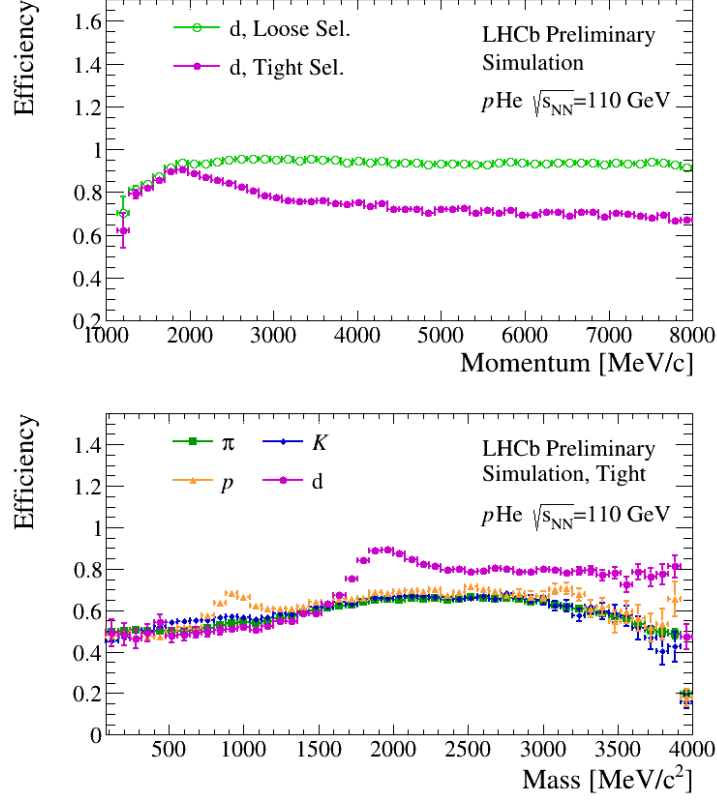 Efficiency
1.6
1.4
1.2
1
0.8
0.6
0.4
0.2
d, Loose Sel.
d, Tight Sel.
LHCb Preliminary
Simulation
pHe √sNN=110 GeV
1000 2000 3000 4000 5000 6000 7000 8000
Momentum [MeV/c]
Efficiency
1.4
1.2
1
0.8
0.6
0.4
0.2
0
π K
p d
LHCb Preliminary
Simulation, Tight
pHe √sNN=110 GeV
500 1000 1500 2000 2500 3000 3500 4000
Mass [MeV/c²]